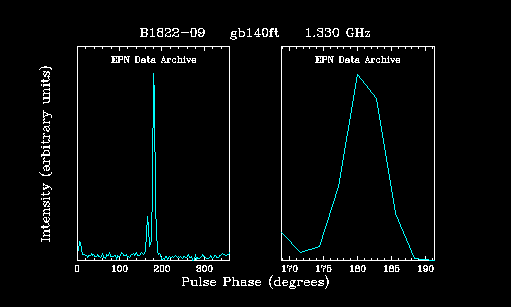 B1822-09 gb140ft 1.330 GHz
EPN Data Archive EPN Data Archive
Intensity (arbitrary units)
0 100 200 300 170 175 180 185 190
Pulse Phase (degrees)